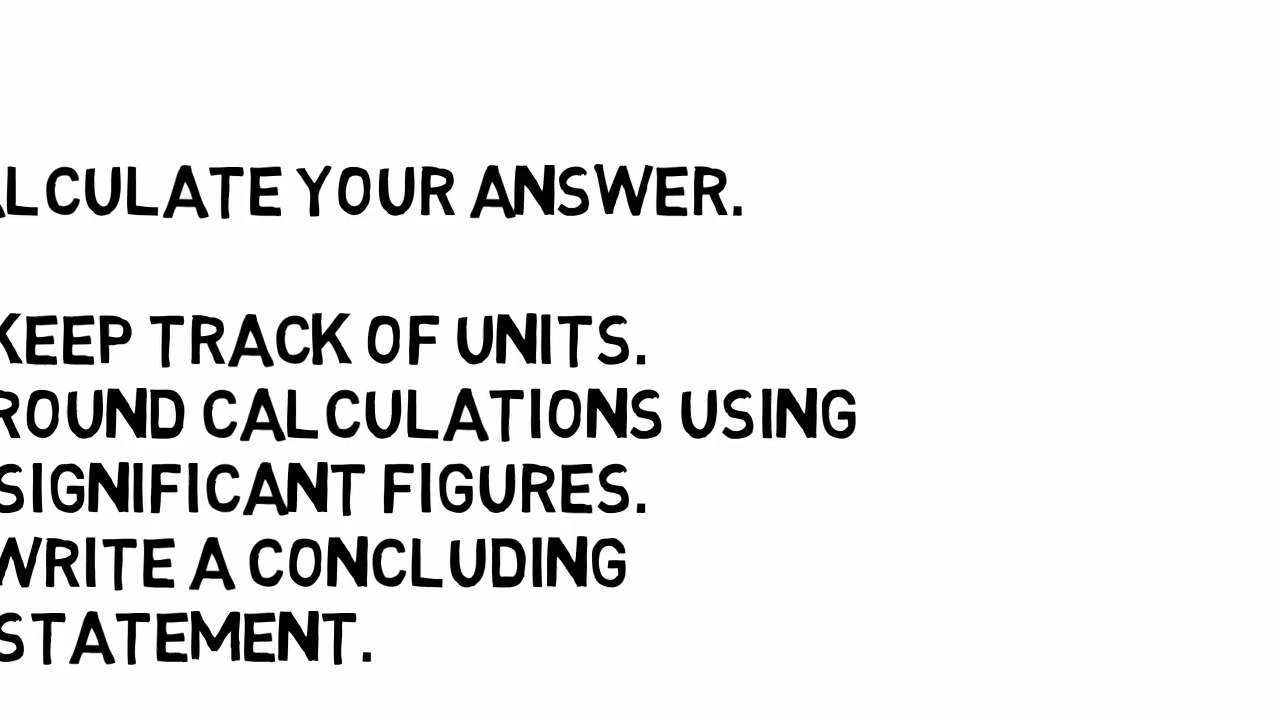 ALCULATE YOUR ANSWER.
KEEP TRACK OF UNITS.
ROUND CALCULATIONS USING
SIGNIFICANT FIGURES.
WRITE A CONCLUDING
STATEMENT.